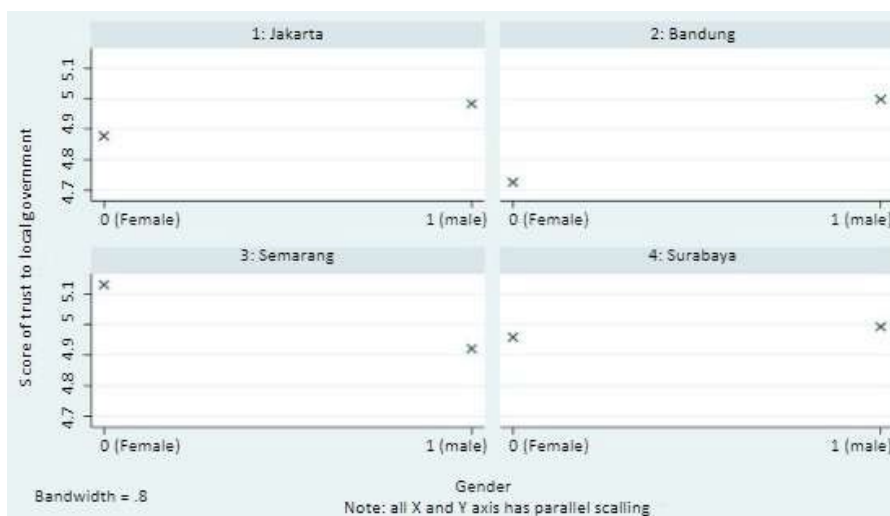 1: Jakarta
2: Bandung
Score of trust to local government
5.1
5
4.9
4.8
4.7
0 (Female)
1 (male)
0 (Female)
1 (male)
3: Semarang
4: Surabaya
5.1
5
4.9
4.8
4.7
0 (Female)
1 (male)
0 (Female)
1 (male)
Gender
Bandwidth = .8
Note: all X and Y axis has parallel scalling